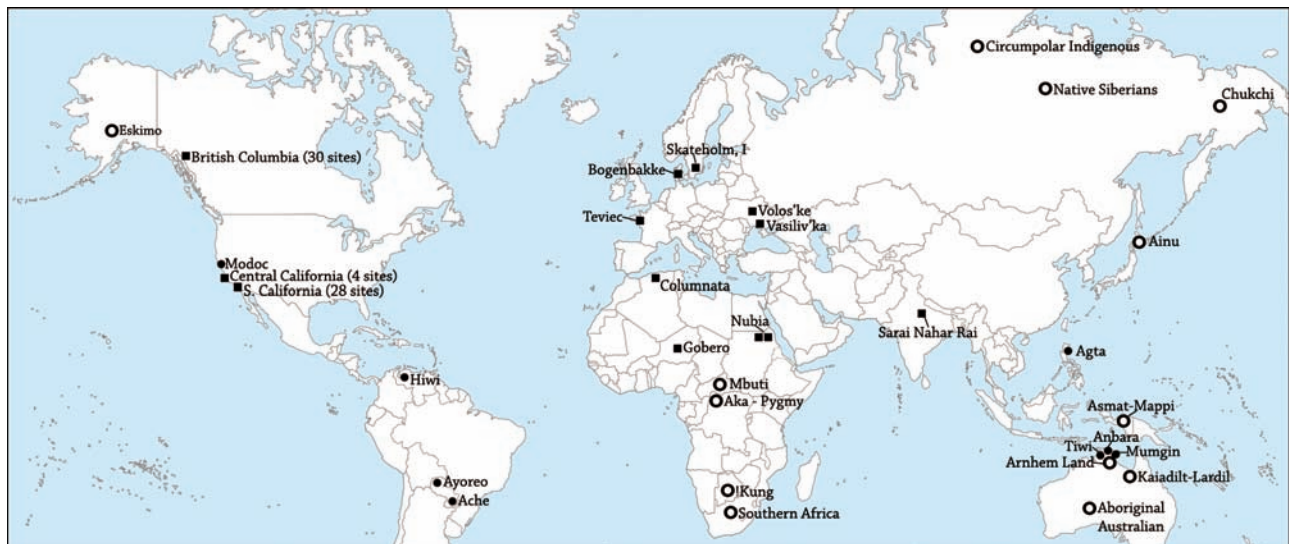 Circumpolar Indigenous
Native Siberians
Chukchi
Eskimo
British Columbia (30 sites)
Skateholm, I
Bogenbakke
Volos'ke
Teviec
Vasiliv'ka
Ainu
Modoc
Central California (4 sites)
S. California (28 sites)
Columnata
Nubia
Sarai Nahar Rai
Gobero
Agta
Hiwi
Mbuti
Aka - Pygmy
Asmat-Mappi
Anbara
Tiwi
Mumgin
Arnhem Land
Kaiadilt-Lardil
Ayoreo
!Kung
Ache
Southern Africa
Aboriginal
Australian